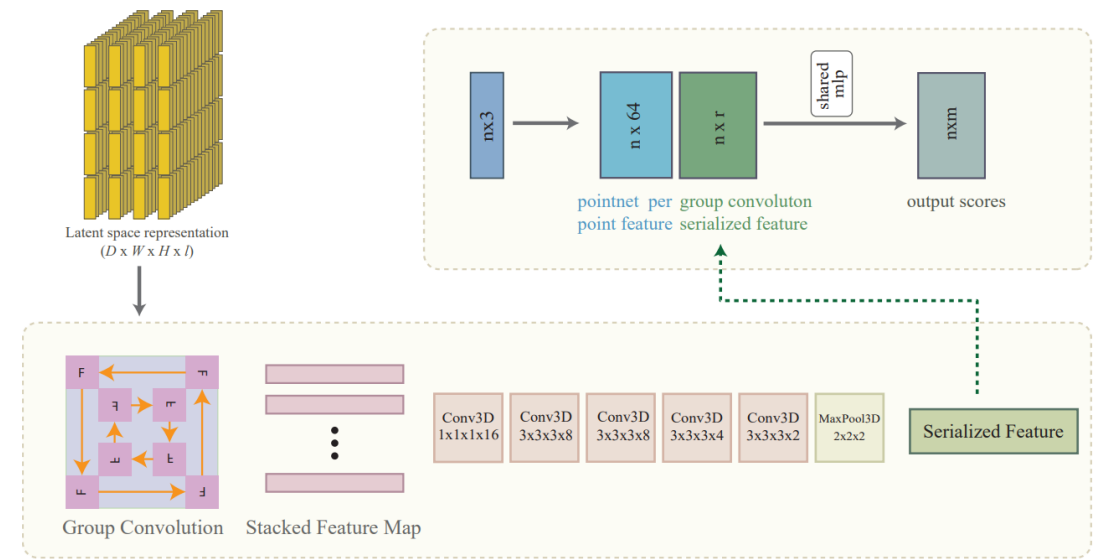 Latent space representation
(D x W x H x l)
nx3
n x 64
n x r
shared
mlp
nxm
pointnet per
point feature
group convoluton
serialized feature
output scores
F
F
F
F
F
F
F
F
Group Convolution
Stacked Feature Map
Conv3D
1x1x1x16
Conv3D
3x3x3x8
Conv3D
3x3x3x8
Conv3D
3x3x3x4
Conv3D
3x3x3x2
MaxPool3D
2x2x2
Serialized Feature